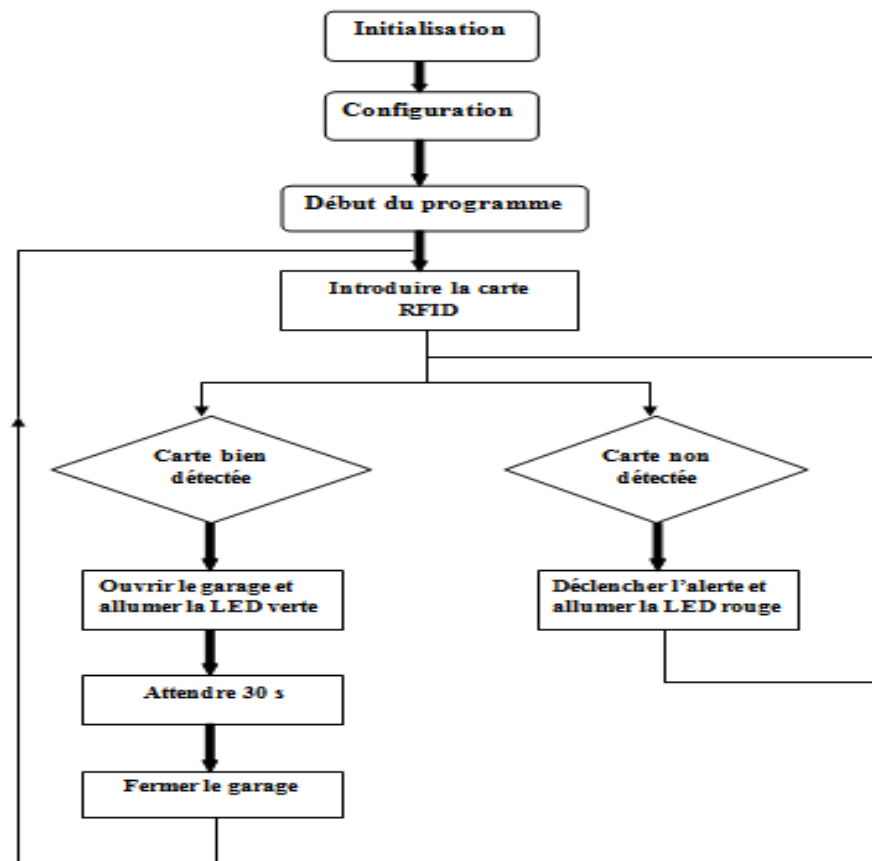 Initialisation
Configuration
Début du programme
Introduire la carte
RFID
Carte bien
détectée
Carte non
détectée
Ouvrir le garage et
allumer la LED verte
Déclencher l'alerte et
allumer la LED rouge
Attendre 30 s
Fermer le garage